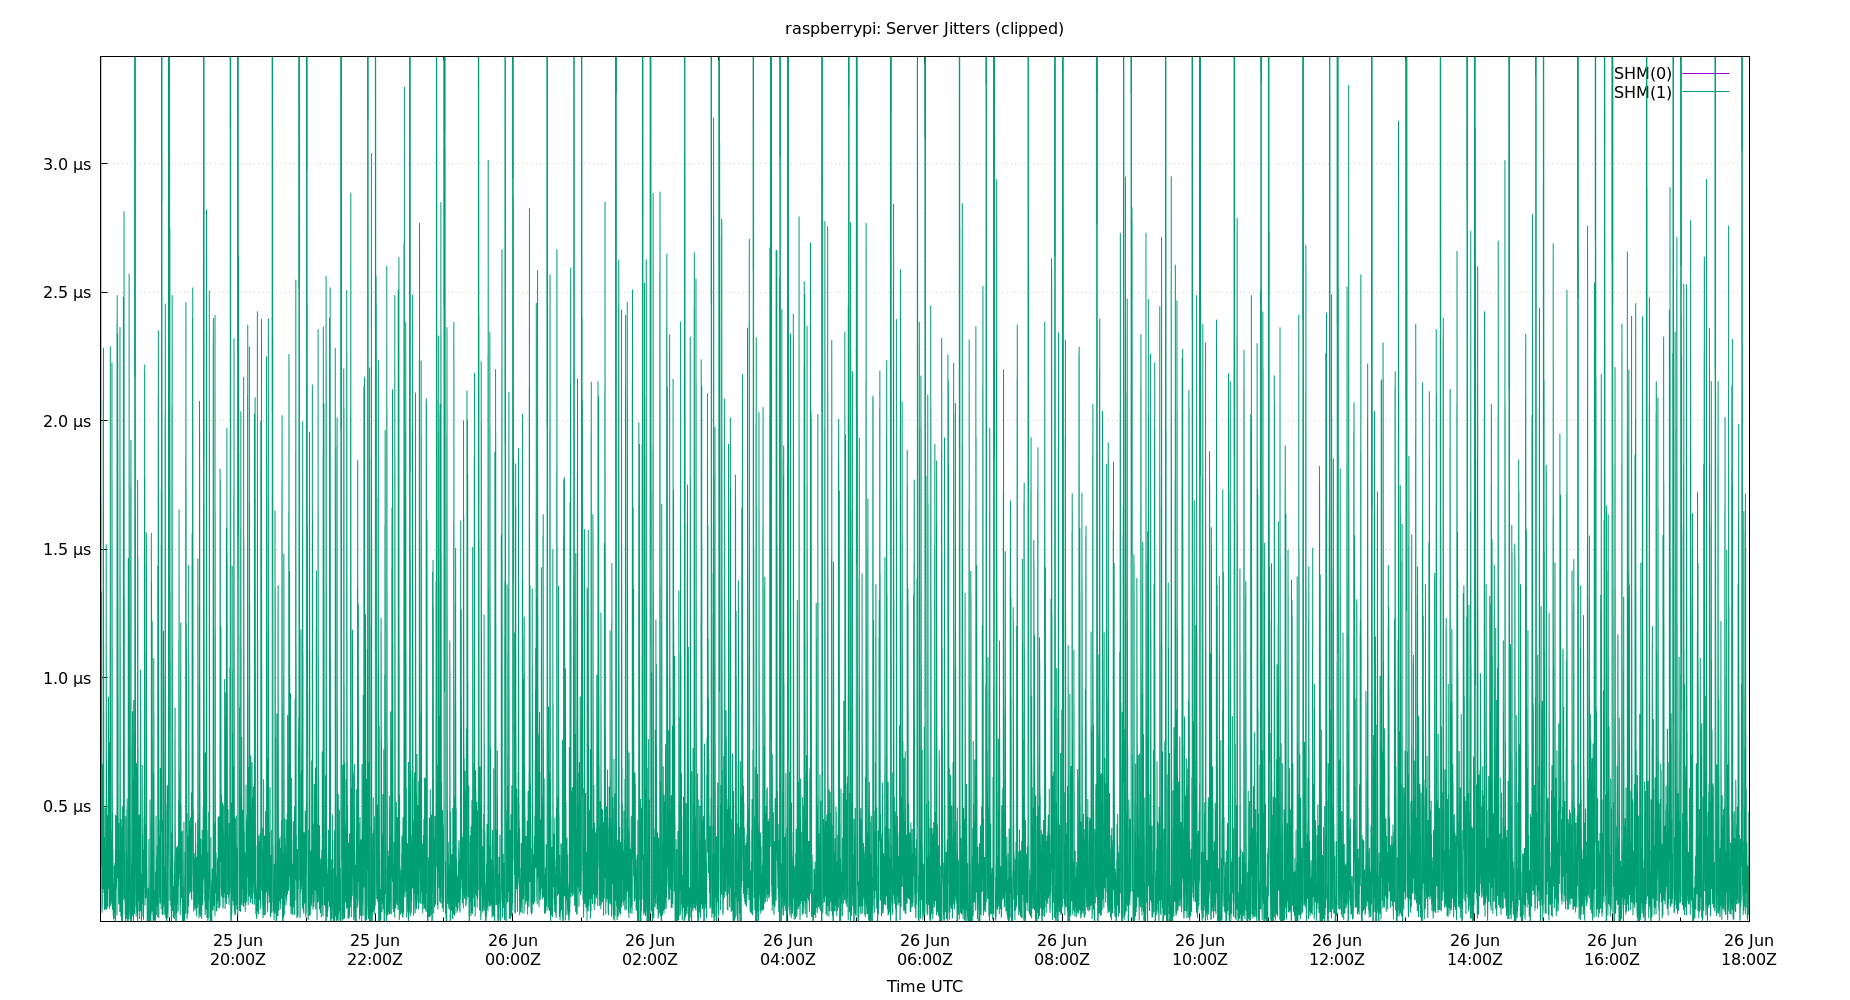 raspberrypi: Server Jitters (clipped)
SHM(0)
SHM(1)
3.0 µs
2.5 µs
2.0 µs
1.5 µs
1.0 µs
0.5 µs
25 Jun 25 Jun 26 Jun 26 Jun 26 Jun 26 Jun 26 Jun 26 Jun 26 Jun 26 Jun 26 Jun 26 Jun
20:00Z 22:00Z 00:00Z 02:00Z 04:00Z 06:00Z 08:00Z 10:00Z 12:00Z 14:00Z 16:00Z 18:00Z
Time UTC